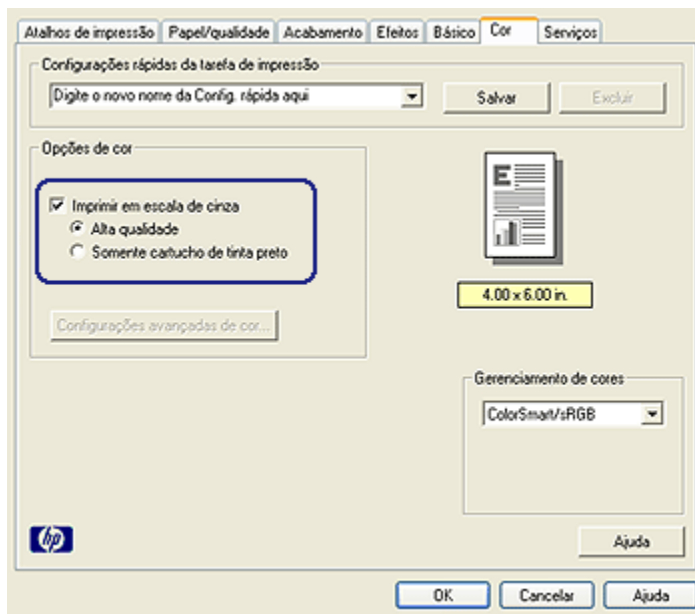 Atalhos de impressão Papel/qualidade Acabamento Efeitos Básico Cor Serviços
Configurações rápidas da tarefa de impressão
Digite o novo nome da Config. rápida aqui Salvar Excluir
Opções de cor
Imprimir em escala de cinza
Alta qualidade
Somente cartucho de tinta preto
E
4.00 x 6.00 in.
Configurações avançadas de cor...
Gerenciamento de cores
ColorSmart/sRGB
hp
Ajuda
OK Cancelar Ajuda